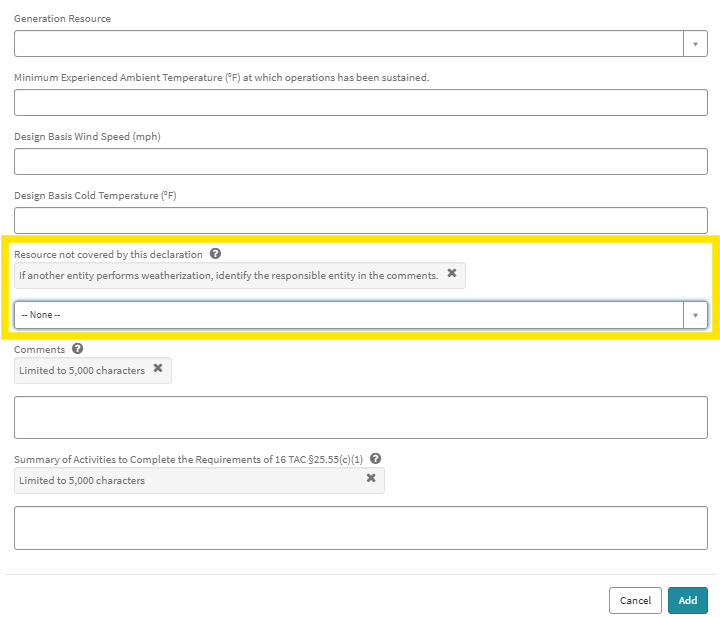 Generation Resource
Minimum Experienced Ambient Temperature (°F) at which operations has been sustained.
Design Basis Wind Speed (mph)
Design Basis Cold Temperature (°F)
Resource not covered by this declaration ?
If another entity performs weatherization, identify the responsible entity in the comments. ✖
-- None --
Comments ?
Limited to 5,000 characters ✖
Summary of Activities to Complete the Requirements of 16 TAC §25.55(c)(1) ?
Limited to 5,000 characters ✖
Cancel Add